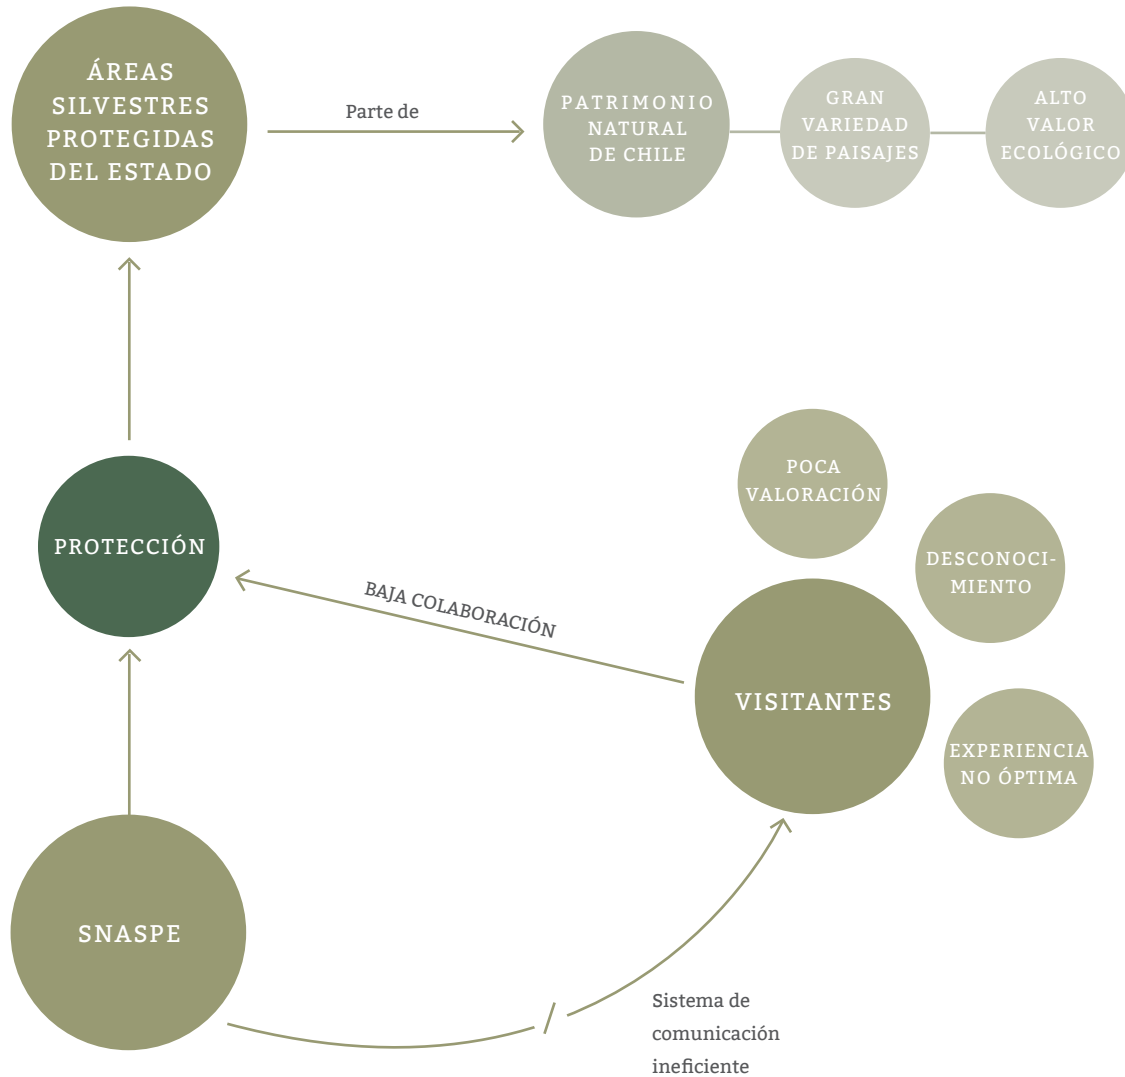 ÁREAS
SILVESTRES
PROTEGIDAS
DEL ESTADO
Parte de
PATRIMONIO
NATURAL
DE CHILE
GRAN
VARIEDAD
DE PAISAJES
ALTO
VALOR
ECOLÓGICO
POCA
VALORACIÓN
DESCONOCI-
MIENTO
PROTECCIÓN
BAJA COLABORACIÓN
VISITANTES
EXPERIENCIA
NO ÓPTIMA
SNASPE
Sistema de
comunicación
ineficiente